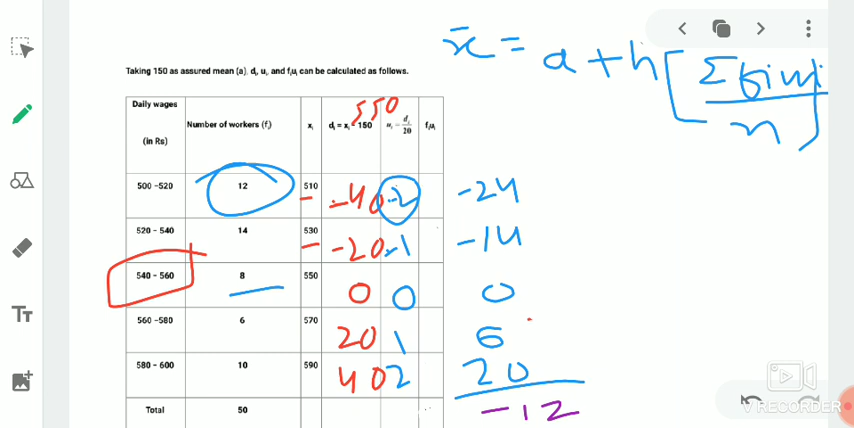 x̄ = a + h [ Σfiui / n ]
Taking 150 as assured mean (a), dᵢ, uᵢ, and fᵢuᵢ can be calculated as follows.
550
Daily wages (in Rs) Number of workers (fᵢ) xᵢ dᵢ = xᵢ - 150 uᵢ = dᵢ/20 fᵢuᵢ
500 –520 12 510 -40 -2 -24
520 – 540 14 530 -20 -1 -14
540 – 560 8 550 0 0 0
560 –580 6 570 20 1 6
580 – 600 10 590 40 2 20
Total 50 -12
Tт
V RECORDER